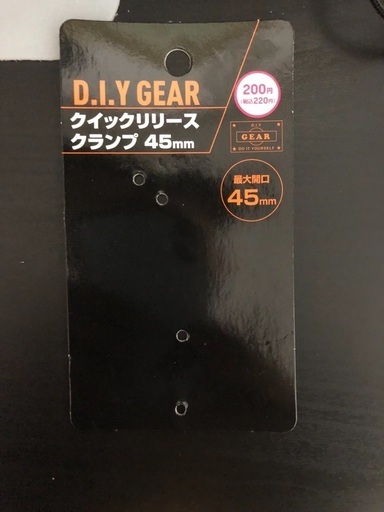 D.I.Y GEAR
クイックリリース
クランプ 45mm
200円
(税込220円)
D.I.Y
GEAR
DO IT YOURSELF
最大開口
45mm